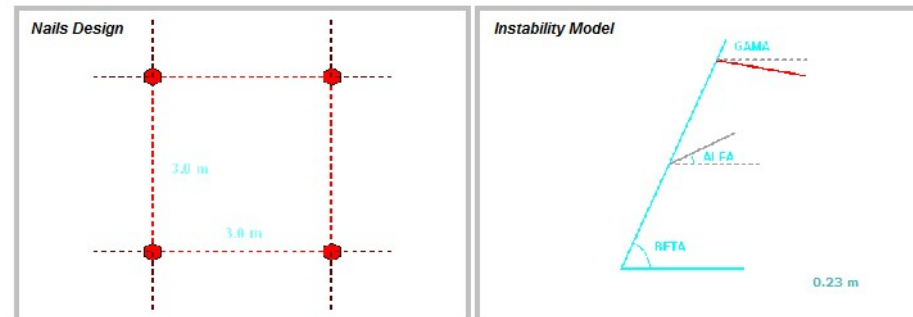 Nails Design
3.0 m
3.0 m
Instability Model
GAMA
ALFA
BETA
0.23 m